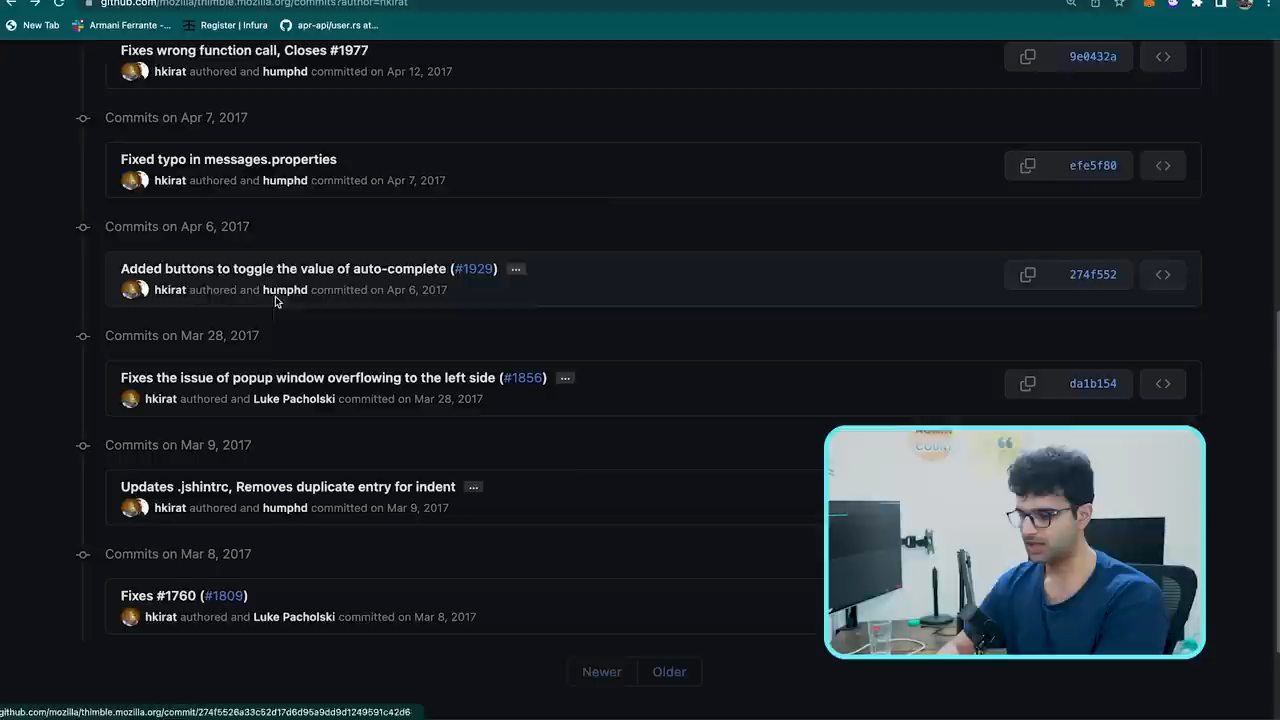 github.com/mozilla/thimble.mozilla.org/commits?author=hkirat
New Tab
Armani Ferrante -...
Register | Infura
apr-api/user.rs at...
Fixes wrong function call, Closes #1977
hkirat authored and humphd committed on Apr 12, 2017
9e0432a
Commits on Apr 7, 2017
Fixed typo in messages.properties
hkirat authored and humphd committed on Apr 7, 2017
efe5f80
Commits on Apr 6, 2017
Added buttons to toggle the value of auto-complete (#1929) ...
hkirat authored and humphd committed on Apr 6, 2017
274f552
Commits on Mar 28, 2017
Fixes the issue of popup window overflowing to the left side (#1856) ...
hkirat authored and Luke Pacholski committed on Mar 28, 2017
da1b154
Commits on Mar 9, 2017
Updates .jshintrc, Removes duplicate entry for indent ...
hkirat authored and humphd committed on Mar 9, 2017
Commits on Mar 8, 2017
Fixes #1760 (#1809)
hkirat authored and Luke Pacholski committed on Mar 8, 2017
Newer
Older
github.com/mozilla/thimble.mozilla.org/commit/274f5526a33c52d17d6d95a9dd9d1249591c42d6